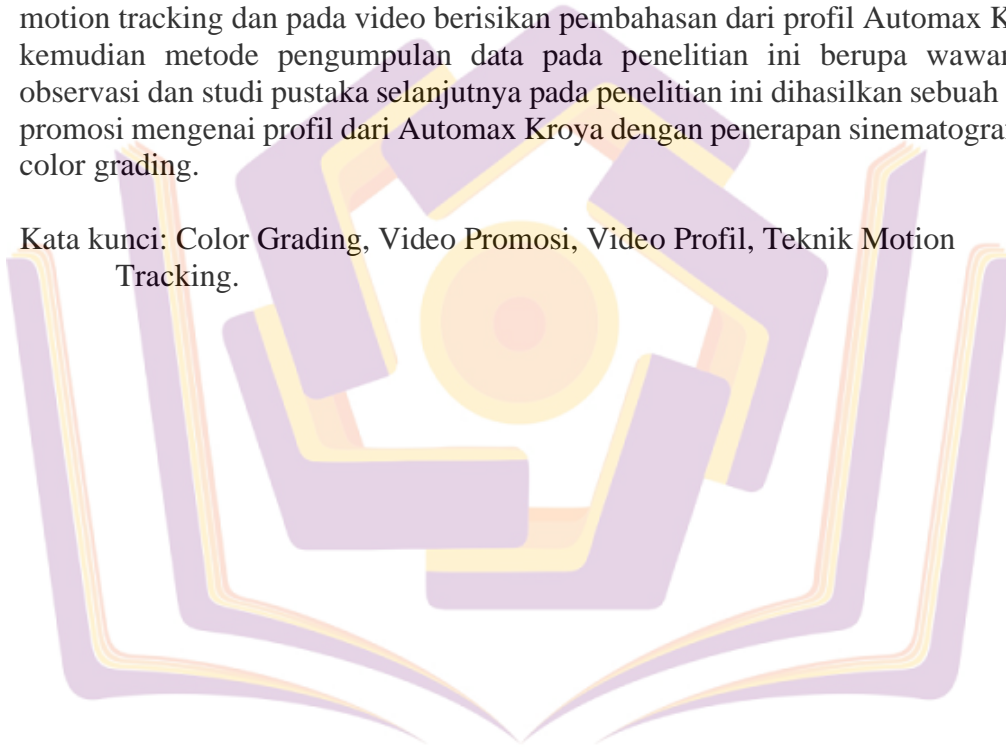 motion tracking dan pada video berisikan pembahasan dari profil Automax K
kemudian metode pengumpulan data pada penelitian ini berupa wawan
observasi dan studi pustaka selanjutnya pada penelitian ini dihasilkan sebuah
promosi mengenai profil dari Automax Kroya dengan penerapan sinematogra
color grading.
Kata kunci: Color Grading, Video Promosi, Video Profil, Teknik Motion
Tracking.